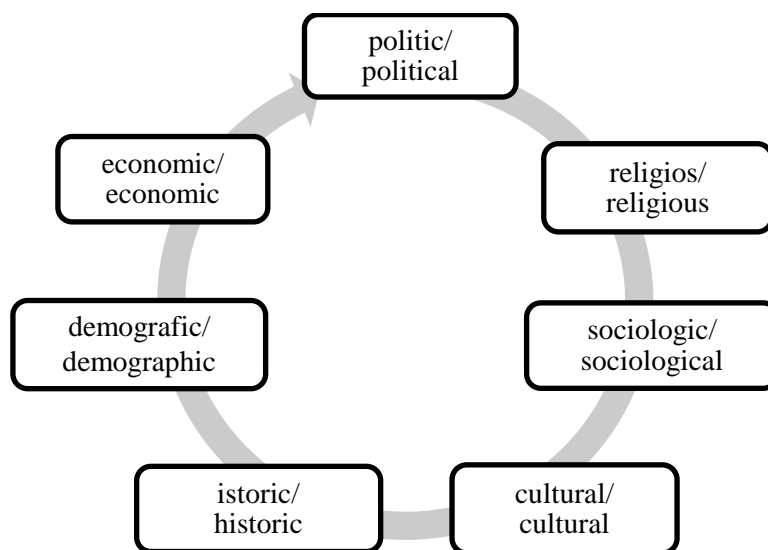 politic/
political
religios/
religious
sociologic/
sociological
cultural/
cultural
istoric/
historic
demografic/
demographic
economic/
economic